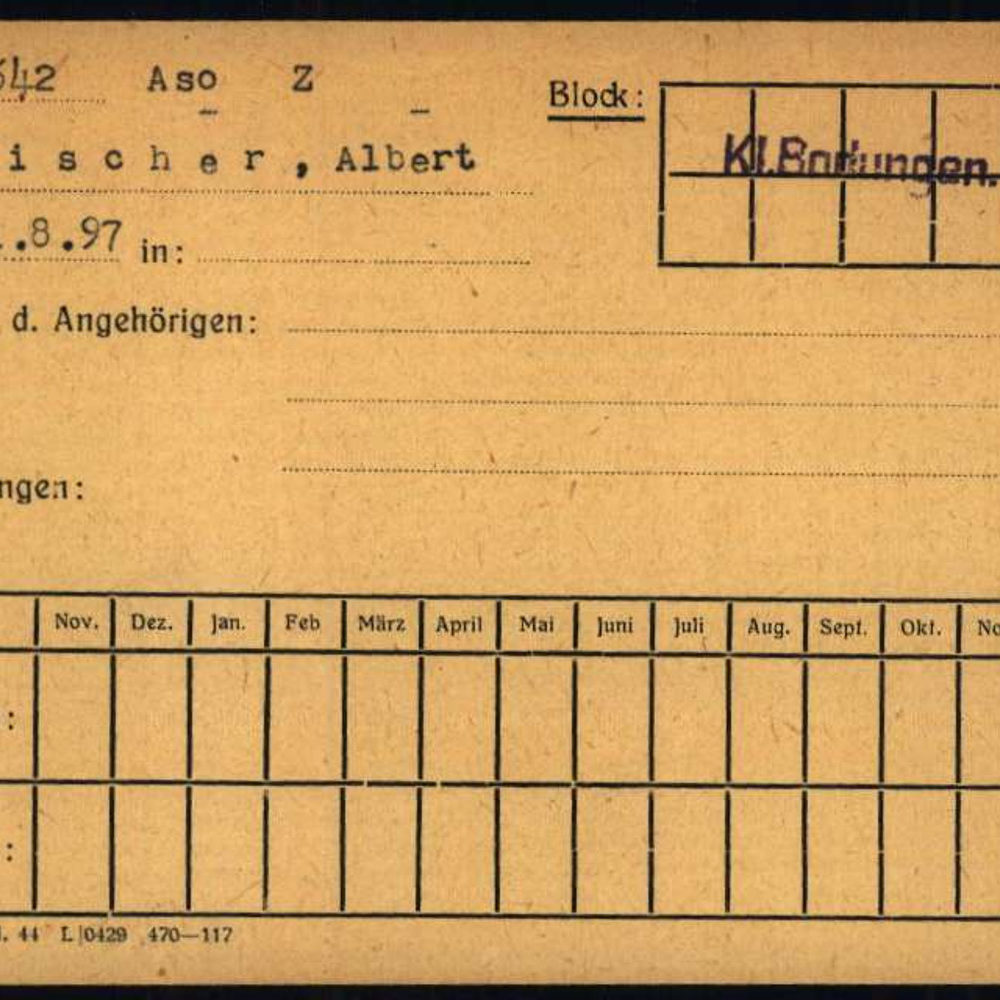 642 Aso Z
Block:
Kl.Bodungen.
ischer, Albert
.8.97 in:
d. Angehörigen:
ngen:
Nov. Dez. Jan. Feb März April Mai Juni Juli Aug. Sept. Okt. No
:
:
. 44 L 0429 470—117